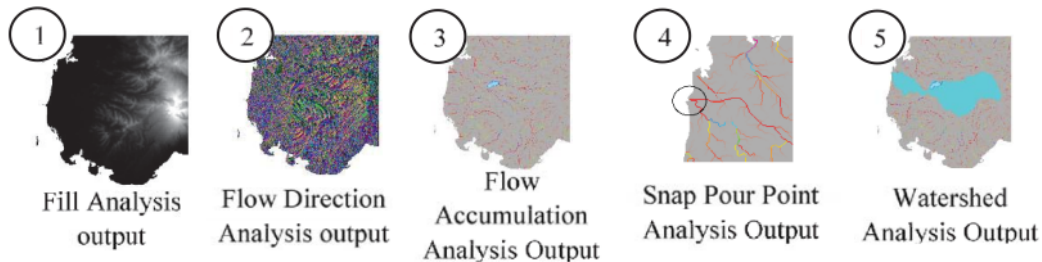 1
Fill Analysis
output
2
Flow Direction
Analysis output
3
Flow
Accumulation
Analysis Output
4
Snap Pour Point
Analysis Output
5
Watershed
Analysis Output